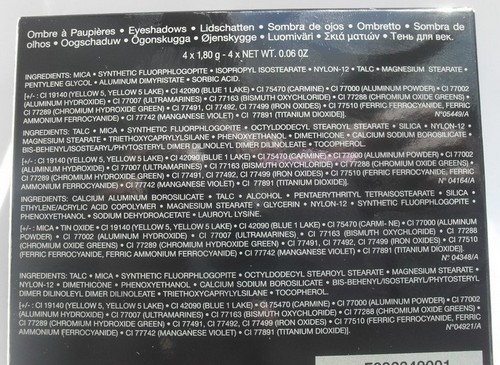 Ombre à Paupières • Eyeshadows • Lidschatten • Sombra de ojos • Ombretto • Sombra de
olhos • Oogschaduw • Ögonskugga • Øjenskygge • Luomiväri • Σκιά ματιών • Тень для век.
4 x 1,80 g - 4 x NET WT. 0.06 OZ
INGREDIENTS: MICA • SYNTHETIC FLUORPHLOGOPITE • ISOPROPYL ISOSTEARATE • NYLON-12 • TALC • MAGNESIUM STEARATE •
PENTYLENE GLYCOL • ALUMINUM DIMYRISTATE • SORBIC ACID.
[+/- : CI 19140 (YELLOW 5, YELLOW 5 LAKE) • CI 42090 (BLUE 1 LAKE) • CI 75470 (CARMINE) • CI 77000 (ALUMINUM POWDER) • CI 77002
(ALUMINUM HYDROXIDE) • CI 77007 (ULTRAMARINES) • CI 77163 (BISMUTH OXYCHLORIDE) • CI 77288 (CHROMIUM OXIDE GREENS) • CI
77289 (CHROMIUM HYDROXIDE GREEN) • CI 77491, CI 77492, CI 77499 (IRON OXIDES) • CI 77510 (FERRIC FERROCYANIDE, FERRIC
AMMONIUM FERROCYANIDE) • CI 77742 (MANGANESE VIOLET) • CI 77891 (TITANIUM DIOXIDE)]. N°05449/A
INGREDIENTS: TALC • MICA • SYNTHETIC FLUORPHLOGOPITE • OCTYLDODECYL STEAROYL STEARATE • SILICA • NYLON-12 •
MAGNESIUM STEARATE • TRIETHOXYCAPRYLYLSILANE • PHENOXYETHANOL • DIMETHICONE • CALCIUM SODIUM BOROSILICATE •
BIS-BEHENYL/ISOSTEARYL/PHYTOSTERYL DIMER DILINOLEYL DIMER DILINOLEATE • TOCOPHEROL.
[+/- : CI 19140 (YELLOW 5, YELLOW 5 LAKE) • CI 42090 (BLUE 1 LAKE) • CI 75470 (CARMINE) • CI 77000 (ALUMINUM POWDER) • CI 77002
(ALUMINUM HYDROXIDE) • CI 77007 (ULTRAMARINES) • CI 77163 (BISMUTH OXYCHLORIDE) • CI 77288 (CHROMIUM OXIDE GREENS) • CI
77289 (CHROMIUM HYDROXIDE GREEN) • CI 77491, CI 77492, CI 77499 (IRON OXIDES) • CI 77510 (FERRIC FERROCYANIDE, FERRIC
AMMONIUM FERROCYANIDE) • CI 77742 (MANGANESE VIOLET) • CI 77891 (TITANIUM DIOXIDE)]. N°
INGREDIENTS: CALCIUM ALUMINUM BOROSILICATE • TALC • ALCOHOL • PENTAERYTHRITYL TETRAISOSTEARATE • SILICA •
ETHYLENE/ACRYLIC ACID COPOLYMER • MAGNESIUM STEARATE • GLYCERIN • NYLON-12 • SYNTHETIC FLUORPHLOGOPITE •
PHENOXYETHANOL • SODIUM DEHYDROACETATE • LAUROYL LYSINE.
[+/- : MICA • TIN OXIDE • CI 19140 (YELLOW 5, YELLOW 5 LAKE) • CI 42090 (BLUE 1 LAKE) • CI 75470 (CARMI- NE) • CI 77000 (ALUMINUM
POWDER) • CI 77002 (ALUMINUM HYDROXIDE) • CI 77007 (ULTRAMARINES) • CI 77163 (BISMUTH OXYCHLORIDE) • CI 77288
(CHROMIUM OXIDE GREENS) • CI 77289 (CHROMIUM HYDROXIDE GREEN) • CI 77491, CI 77492, CI 77499 (IRON OXIDES) • CI 77510
(FERRIC FERROCYANIDE, FERRIC AMMONIUM FERROCYANIDE) • CI 77742 (MANGANESE VIOLET) • CI 77891 (TITANIUM DIOXIDE)].
N° 04348/A
INGREDIENTS: TALC • MICA • SYNTHETIC FLUORPHLOGOPITE • OCTYLDODECYL STEAROYL STEARATE • MAGNESIUM STEARATE •
NYLON-12 • DIMETHICONE • PHENOXYETHANOL • CALCIUM SODIUM BOROSILICATE • BIS-BEHENYL/ISOSTEARYL/PHYTOSTERYL
DIMER DILINOLEYL DIMER DILINOLEATE • TRIETHOXYCAPRYLYLSILANE • TOCOPHEROL.
[+/- : CI 19140 (YELLOW 5, YELLOW 5 LAKE) • CI 42090 (BLUE 1 LAKE) • CI 75470 (CARMINE) • CI 77000 (ALUMINUM POWDER) • CI 77002
(ALUMINUM HYDROXIDE) • CI 77007 (ULTRAMARINES) • CI 77163 (BISMUTH OXYCHLORIDE) • CI 77288 (CHROMIUM OXIDE GREENS) • CI
77289 (CHROMIUM HYDROXIDE GREEN) • CI 77491, CI 77492, CI 77499 (IRON OXIDES) • CI 77510 (FERRIC FERROCYANIDE, FERRIC
AMMONIUM FERROCYANIDE) • CI 77742 (MANGANESE VIOLET) • CI 77891 (TITANIUM DIOXIDE)]. N°04921/A